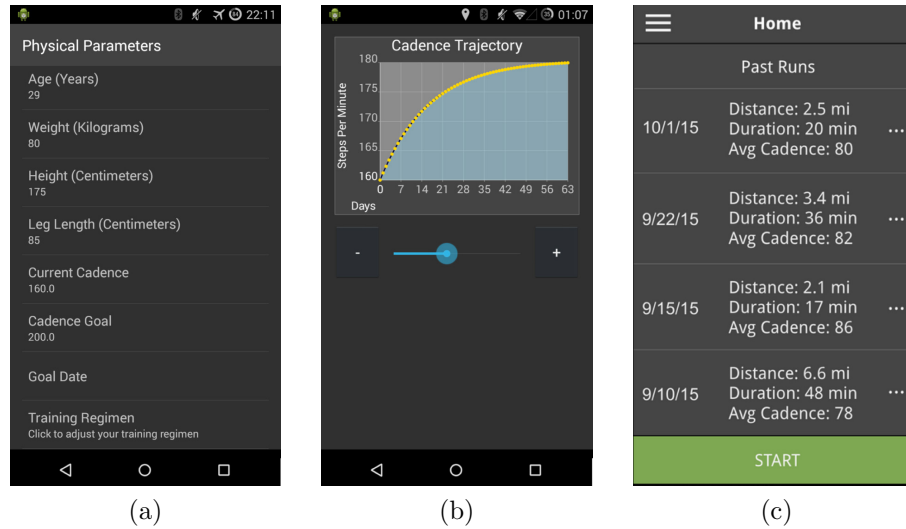 84 22:11
Physical Parameters
Age (Years)
29
Weight (Kilograms)
80
Height (Centimeters)
175
Leg Length (Centimeters)
85
Current Cadence
160.0
Cadence Goal
200.0
Goal Date
Training Regimen
Click to adjust your training regimen
(a)
35 01:07
Cadence Trajectory
Steps Per Minute
180
175
170
165
160
0 7 14 21 28 35 42 49 56 63
Days
- +
(b)
Home
Past Runs
10/1/15
Distance: 2.5 mi
Duration: 20 min
Avg Cadence: 80
...
9/22/15
Distance: 3.4 mi
Duration: 36 min
Avg Cadence: 82
...
9/15/15
Distance: 2.1 mi
Duration: 17 min
Avg Cadence: 86
...
9/10/15
Distance: 6.6 mi
Duration: 48 min
Avg Cadence: 78
...
START
(c)